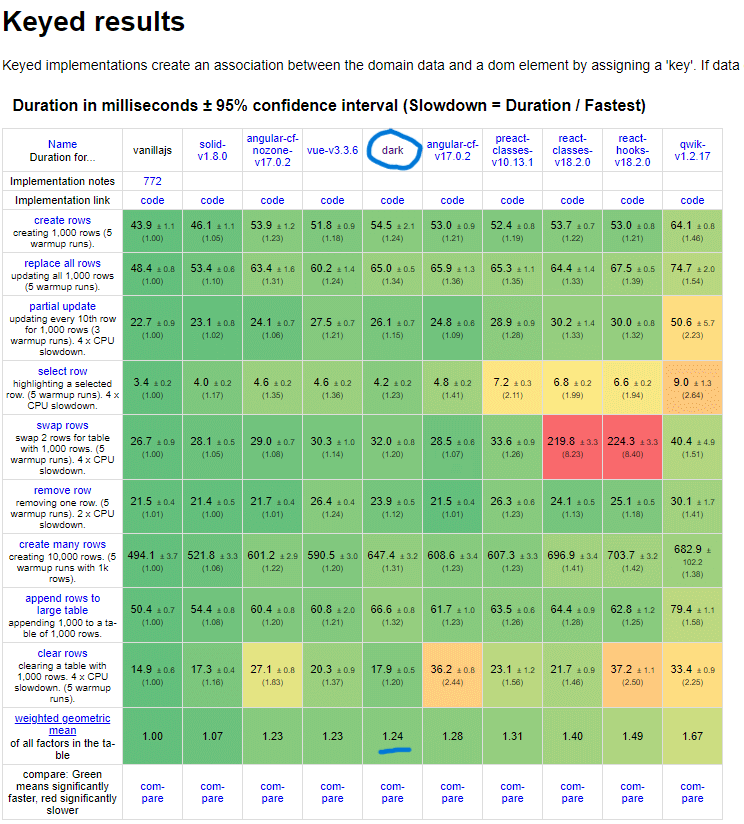 Keyed results
Keyed implementations create an association between the domain data and a dom element by assigning a 'key'. If data
Duration in milliseconds ± 95% confidence interval (Slowdown = Duration / Fastest)
Name
Duration for...
vanillajs
solid-
v1.8.0
angular-cf-
nozone-
v17.0.2
vue-v3.3.6
dark
angular-cf-
v17.0.2
preact-
classes-
v10.13.1
react-
classes-
v18.2.0
react-
hooks-
v18.2.0
qwik-
v1.2.17
Implementation notes 772
Implementation link code code code code code code code code code code
create rows
creating 1,000 rows (5
warmup runs).
43.9 ± 1.1 46.1 ± 1.1 53.9 ± 1.2 51.8 ± 0.9 54.5 ± 2.1 53.0 ± 0.9 52.4 ± 0.8 53.7 ± 0.7 53.0 ± 0.8 64.1 ± 0.8
(1.00) (1.05) (1.23) (1.18) (1.24) (1.21) (1.19) (1.22) (1.21) (1.46)
replace all rows
updating all 1,000 rows
(5 warmup runs).
48.4 ± 0.8 53.4 ± 0.6 63.4 ± 1.6 60.2 ± 1.4 65.0 ± 0.5 65.9 ± 1.3 65.3 ± 1.1 64.4 ± 1.4 67.5 ± 0.5 74.7 ± 2.0
(1.00) (1.10) (1.31) (1.24) (1.34) (1.36) (1.35) (1.33) (1.39) (1.54)
partial update
updating every 10th row
for 1,000 rows (3
warmup runs). 4 x CPU
slowdown.
22.7 ± 0.9 23.1 ± 0.6 24.1 ± 0.7 27.5 ± 0.7 26.1 ± 0.7 24.8 ± 0.6 28.9 ± 0.9 30.2 ± 1.4 30.0 ± 0.8 50.6 ± 5.7
(1.00) (1.02) (1.06) (1.21) (1.15) (1.09) (1.28) (1.33) (1.32) (2.23)
select row
highlighting a selected
row. (5 warmup runs). 4 x
CPU slowdown.
3.4 ± 0.2 4.0 ± 0.2 4.6 ± 0.2 4.6 ± 0.2 4.2 ± 0.2 4.8 ± 0.2 7.2 ± 0.3 6.8 ± 0.2 6.6 ± 0.2 9.0 ± 1.3
(1.00) (1.17) (1.35) (1.36) (1.23) (1.41) (2.11) (1.99) (1.94) (2.64)
swap rows
swap 2 rows for table
with 1,000 rows. (5
warmup runs). 4 x CPU
slowdown.
26.7 ± 0.9 28.1 ± 0.5 29.0 ± 0.7 30.3 ± 1.0 32.0 ± 0.8 28.5 ± 0.6 33.6 ± 0.9 219.8 ± 3.3 224.3 ± 3.3 40.4 ± 4.9
(1.00) (1.05) (1.08) (1.14) (1.20) (1.07) (1.26) (8.23) (8.40) (1.51)
remove row
removing one row. (5
warmup runs). 2 x CPU
slowdown.
21.5 ± 0.4 21.4 ± 0.5 21.7 ± 0.4 26.4 ± 0.4 23.9 ± 0.5 21.5 ± 0.4 26.3 ± 0.6 24.1 ± 0.5 25.1 ± 0.5 30.1 ± 1.7
(1.01) (1.00) (1.01) (1.24) (1.12) (1.01) (1.23) (1.13) (1.18) (1.41)
create many rows
creating 10,000 rows. (5
warmup runs with 1k
rows).
494.1 ± 3.7 521.8 ± 3.3 601.2 ± 2.9 590.5 ± 3.0 647.4 ± 3.2 608.6 ± 3.4 607.3 ± 3.3 696.9 ± 3.4 703.7 ± 3.2 682.9 ±
102.2
(1.00) (1.06) (1.22) (1.20) (1.31) (1.23) (1.23) (1.41) (1.42) (1.38)
append rows to
large table
appending 1,000 to a ta-
ble of 1,000 rows.
50.4 ± 0.7 54.4 ± 0.8 60.4 ± 0.8 60.8 ± 2.0 66.6 ± 0.8 61.7 ± 1.0 63.5 ± 0.6 64.4 ± 0.9 62.8 ± 1.2 79.4 ± 1.1
(1.00) (1.08) (1.20) (1.21) (1.32) (1.23) (1.26) (1.28) (1.25) (1.58)
clear rows
clearing a table with
1,000 rows. 4 x CPU
slowdown. (5 warmup
runs).
14.9 ± 0.6 17.3 ± 0.4 27.1 ± 0.8 20.3 ± 0.9 17.9 ± 0.5 36.2 ± 0.8 23.1 ± 1.2 21.7 ± 0.9 37.2 ± 1.1 33.4 ± 0.9
(1.00) (1.16) (1.83) (1.37) (1.20) (2.44) (1.56) (1.46) (2.50) (2.25)
weighted geometric
mean
of all factors in the ta-
ble
1.00 1.07 1.23 1.23 1.24 1.28 1.31 1.40 1.49 1.67
compare: Green
means significantly
faster, red significantly
slower
com- com- com- com- com- com- com- com- com- com-
pare pare pare pare pare pare pare pare pare pare